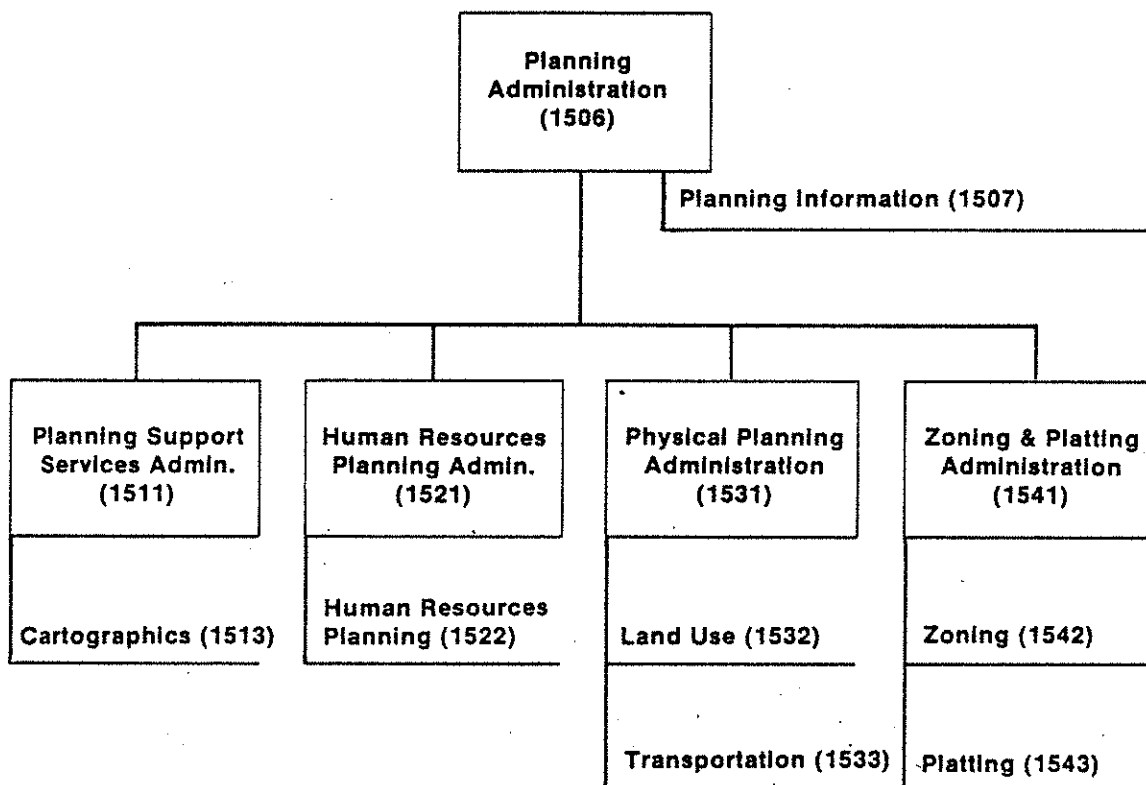 Planning
Administration
(1506)
Planning Information (1507)
Planning Support
Services Admin.
(1511)
Human Resources
Planning Admin.
(1521)
Physical Planning
Administration
(1531)
Zoning & Platting
Administration
(1541)
Cartographics (1513)
Human Resources
Planning (1522)
Land Use (1532)
Zoning (1542)
Transportation (1533)
Platting (1543)